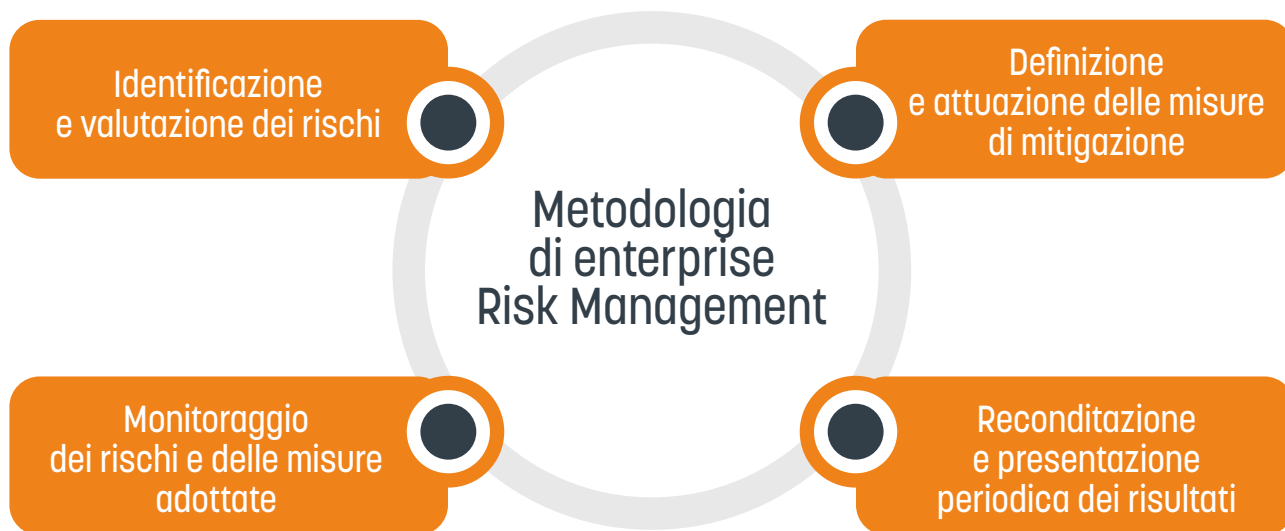 Identificazione
e valutazione dei rischi
Definizione
e attuazione delle misure
di mitigazione
Metodologia
di enterprise
Risk Management
Monitoraggio
dei rischi e delle misure
adottate
Reconditazione
e presentazione
periodica dei risultati